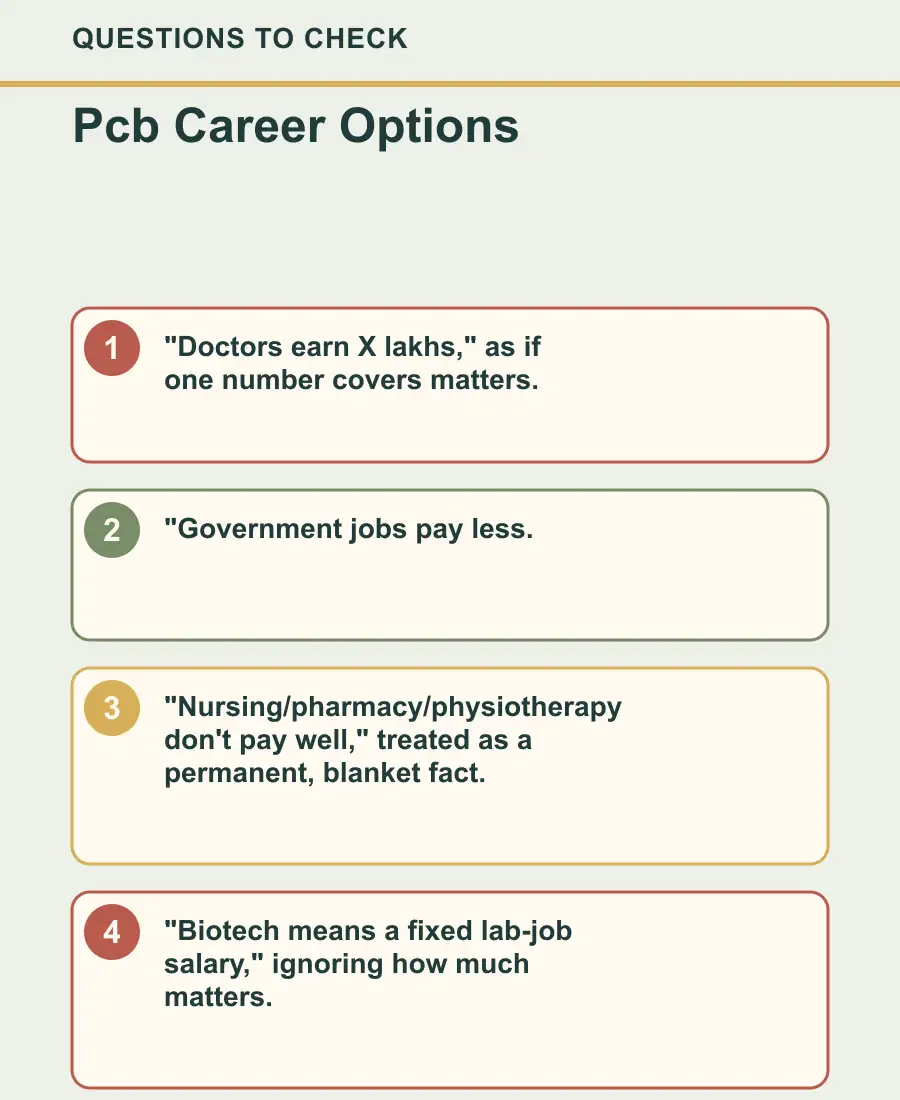 QUESTIONS TO CHECK
Pcb Career Options
1
"Doctors earn X lakhs," as if
one number covers matters.
2
"Government jobs pay less.
3
"Nursing/pharmacy/physiotherapy
don't pay well," treated as a
permanent, blanket fact.
4
"Biotech means a fixed lab-job
salary," ignoring how much
matters.